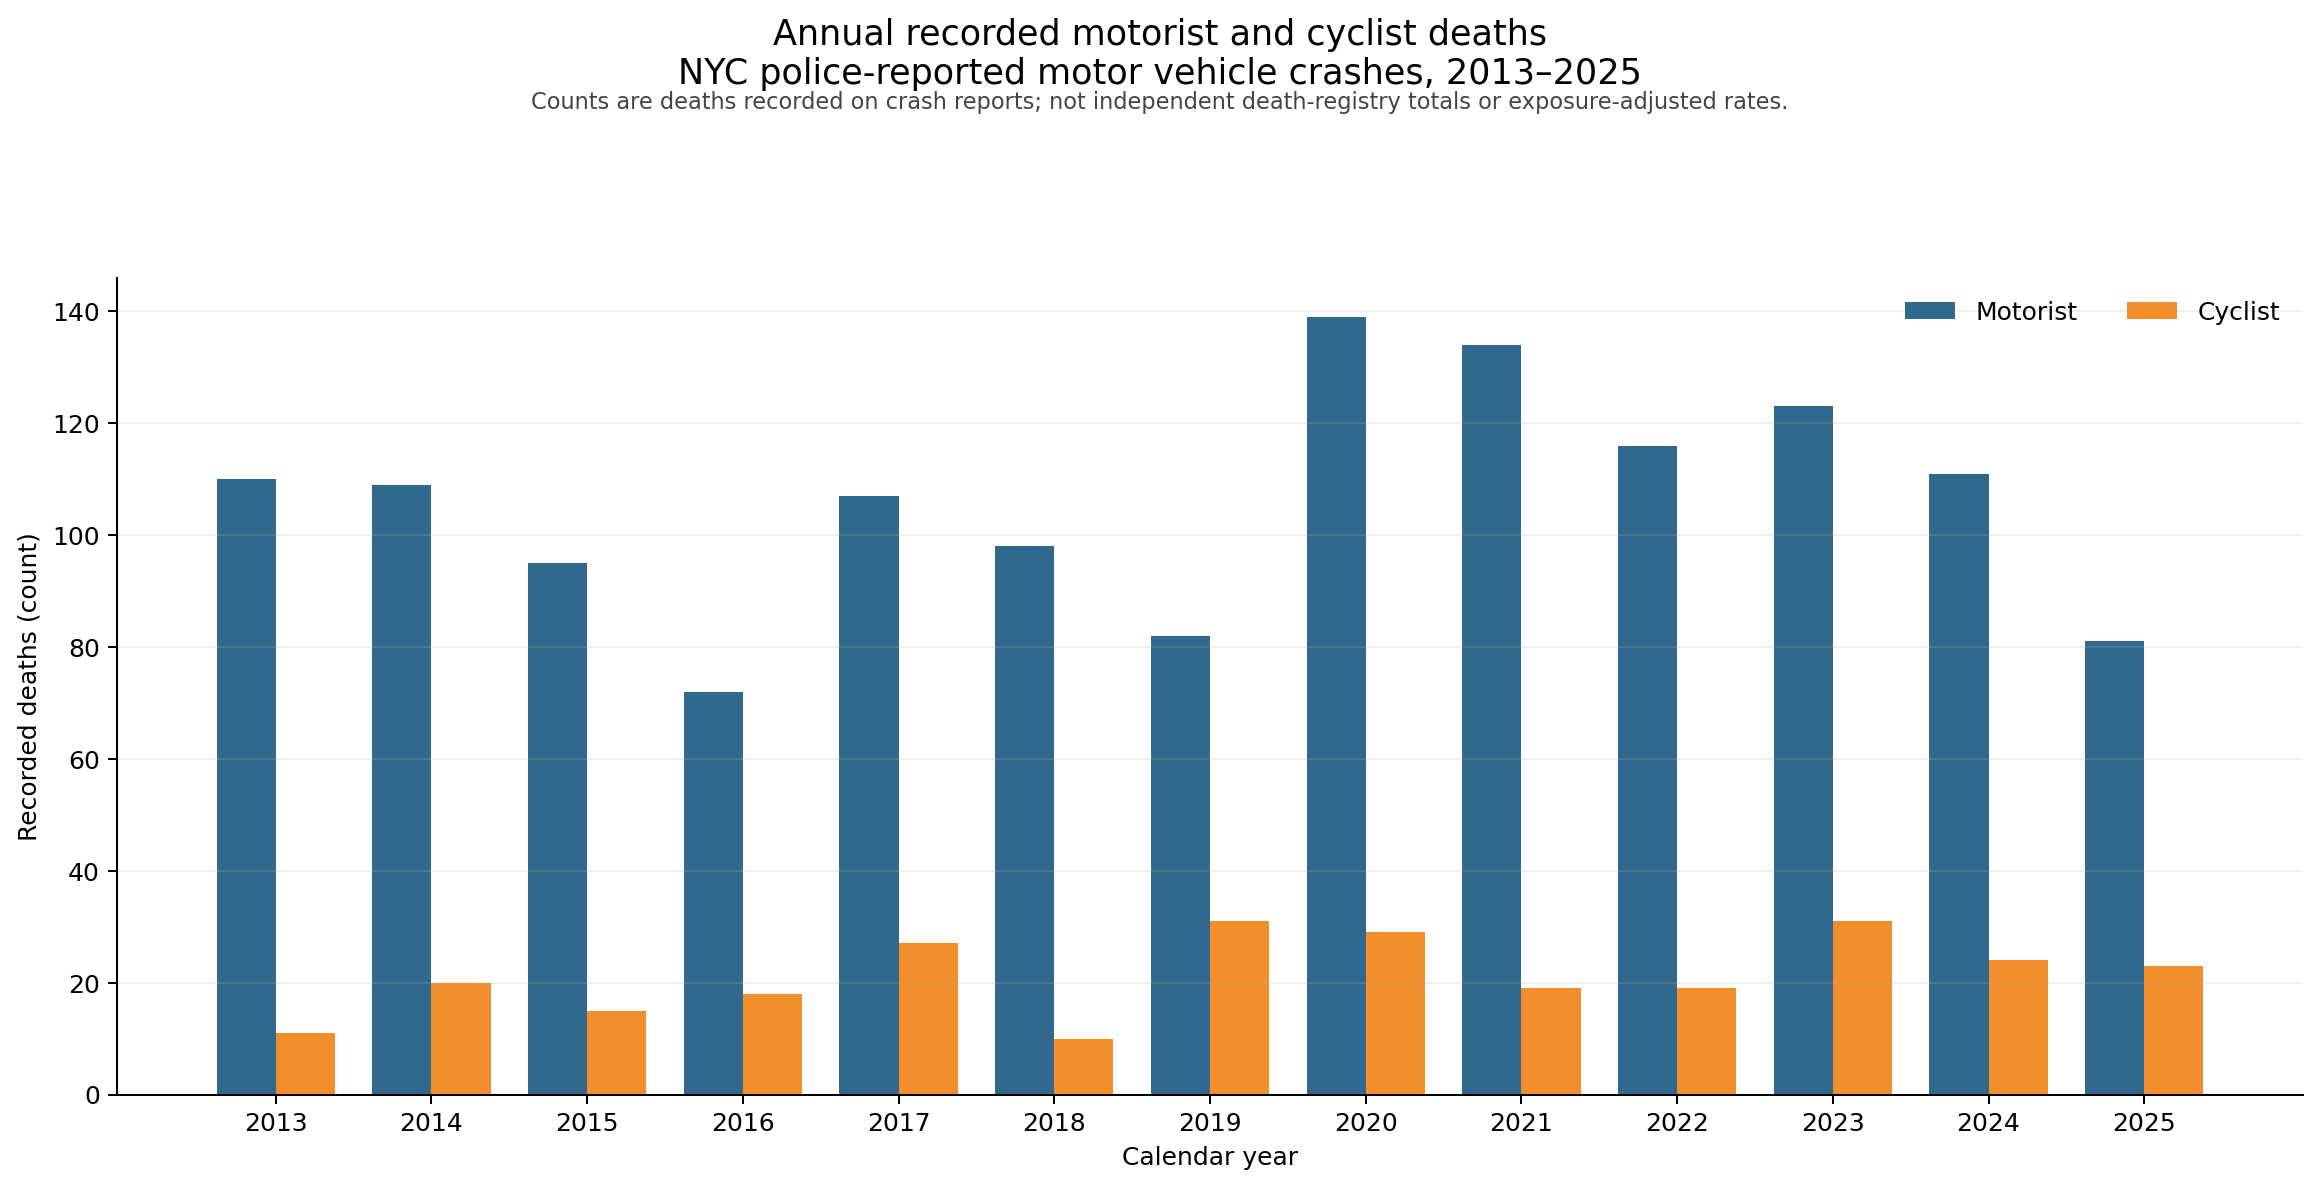 Annual recorded motorist and cyclist deaths
NYC police-reported motor vehicle crashes, 2013–2025
Counts are deaths recorded on crash reports; not independent death-registry totals or exposure-adjusted rates.
Motorist
Cyclist
Recorded deaths (count)
140
120
100
80
60
40
20
0
2013 2014 2015 2016 2017 2018 2019 2020 2021 2022 2023 2024 2025
Calendar year